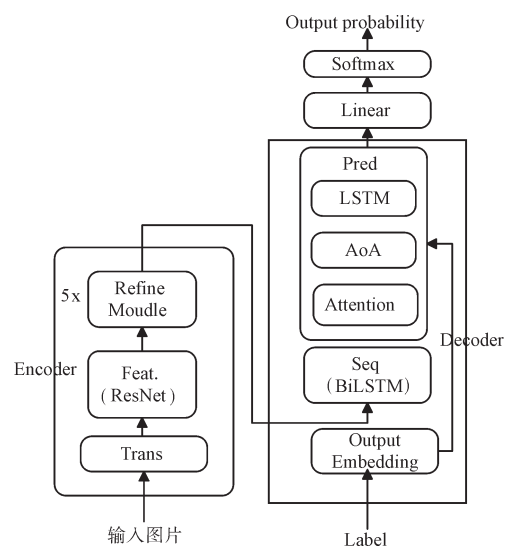 Output probability
Softmax
Linear
Pred
LSTM
AoA
Attention
Decoder
Seq
(BiLSTM)
Output
Embedding
Label
5x
Refine
Moudle
Encoder
Feat.
(ResNet)
Trans
输入图片